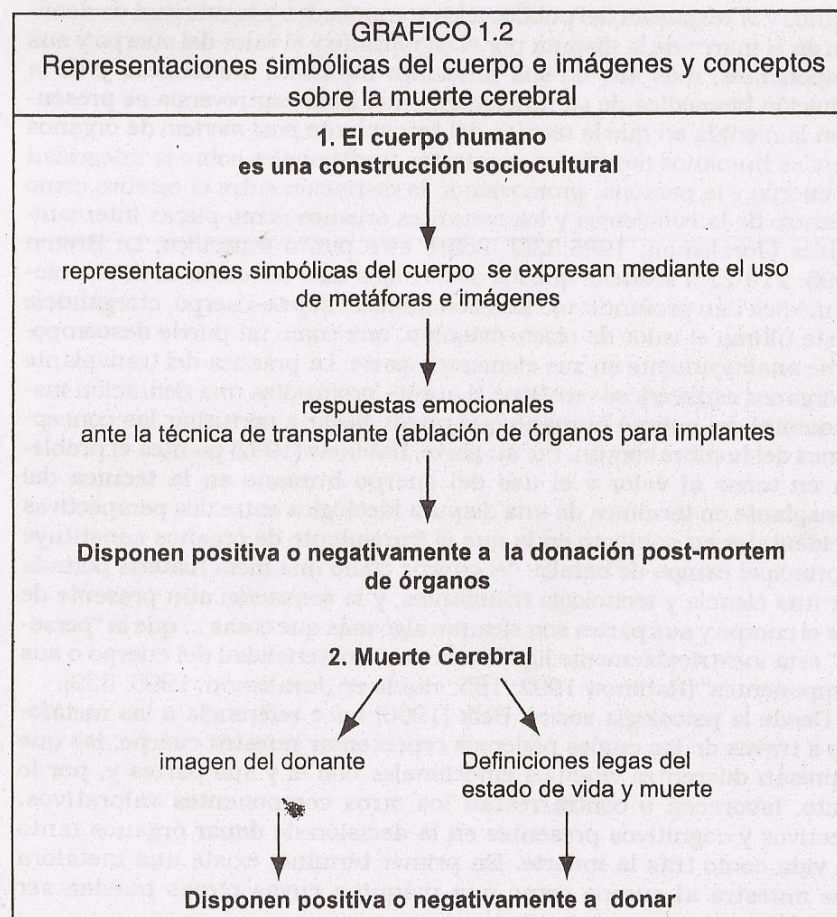 GRAFICO 1.2
Representaciones simbólicas del cuerpo e imágenes y conceptos
sobre la muerte cerebral
1. El cuerpo humano
es una construcción sociocultural
representaciones simbólicas del cuerpo se expresan mediante el uso
de metáforas e imágenes
respuestas emocionales
ante la técnica de transplante (ablación de órganos para implantes
Disponen positiva o negativamente a la donación post-mortem
de órganos
2. Muerte Cerebral
imagen del donante
Definiciones legas del
estado de vida y muerte
Disponen positiva o negativamente a donar